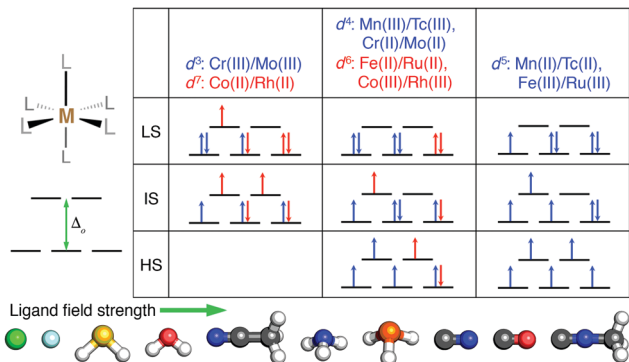 d⁴: Mn(III)/Tc(III),
Cr(II)/Mo(II)
d³: Cr(III)/Mo(III)
d⁷: Co(II)/Rh(II)
d⁶: Fe(II)/Ru(II),
Co(III)/Rh(III)
d⁵: Mn(II)/Tc(II),
Fe(III)/Ru(III)
L
L L
M
L L
L
Δₒ
LS
IS
HS
Ligand field strength